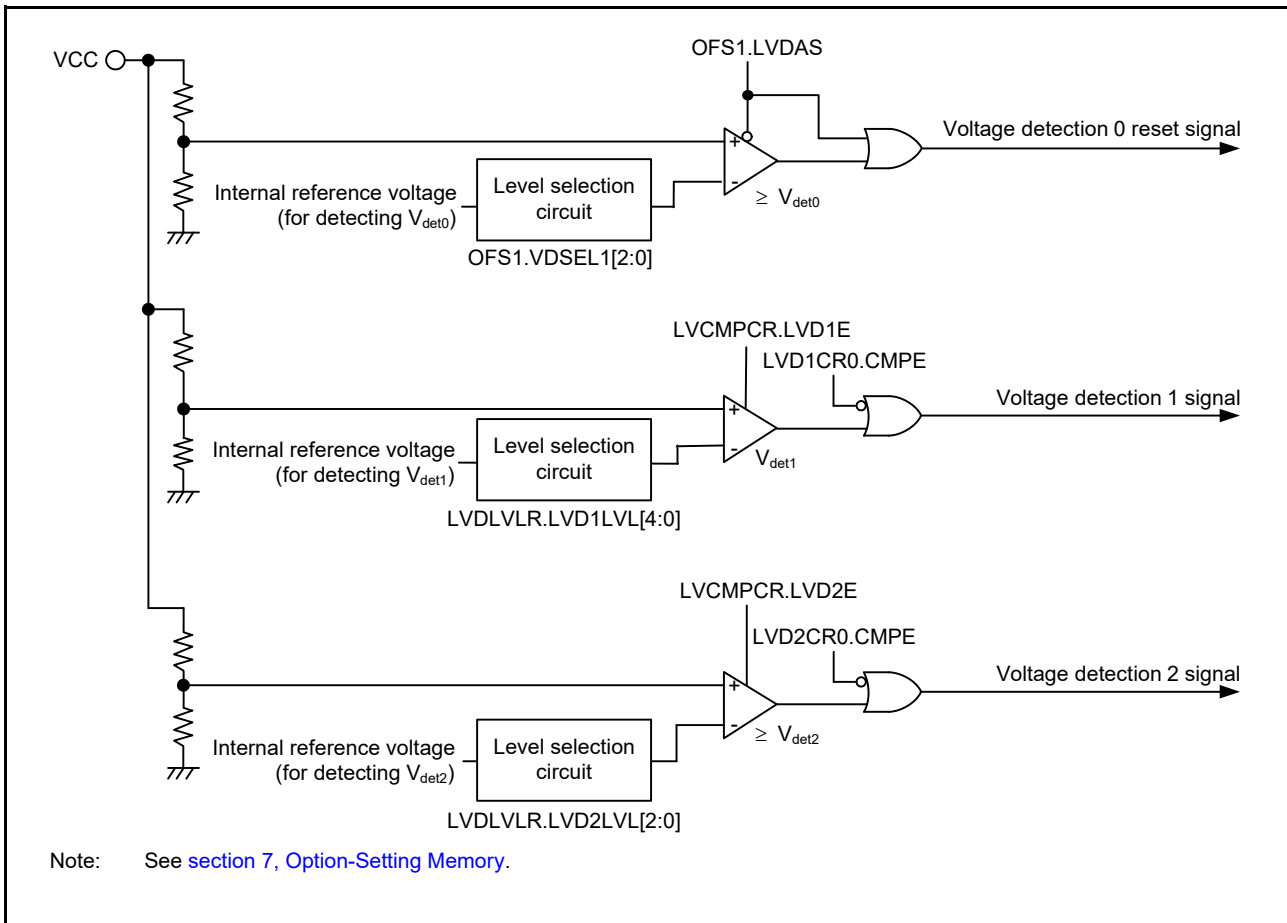 OFS1.LVDAS
VCC
Voltage detection 0 reset signal
+
-
Internal reference voltage
(for detecting Vdet0)
Level selection
circuit
≥ Vdet0
OFS1.VDSEL1[2:0]
LVCMPCR.LVD1E
LVD1CR0.CMPE
Voltage detection 1 signal
+
-
Internal reference voltage
(for detecting Vdet1)
Level selection
circuit
Vdet1
LVDLVLR.LVD1LVL[4:0]
LVCMPCR.LVD2E
LVD2CR0.CMPE
Voltage detection 2 signal
+
-
Internal reference voltage
(for detecting Vdet2)
Level selection
circuit
≥ Vdet2
LVDLVLR.LVD2LVL[2:0]
Note: See section 7, Option-Setting Memory.